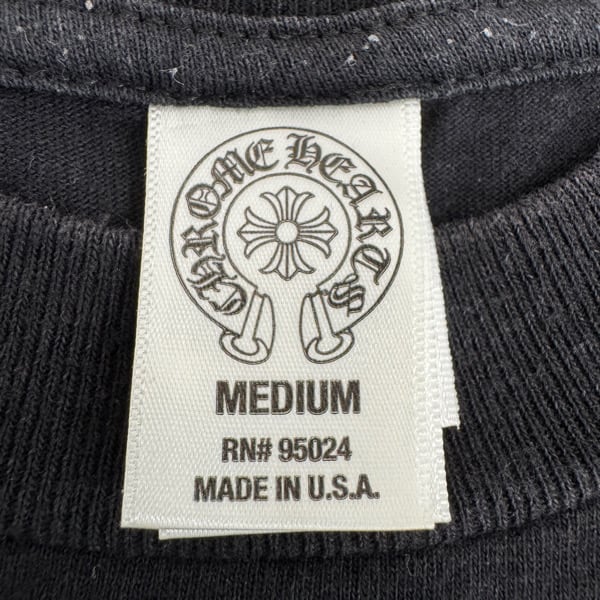 CHROME HEARTS
MEDIUM
RN# 95024
MADE IN U.S.A.